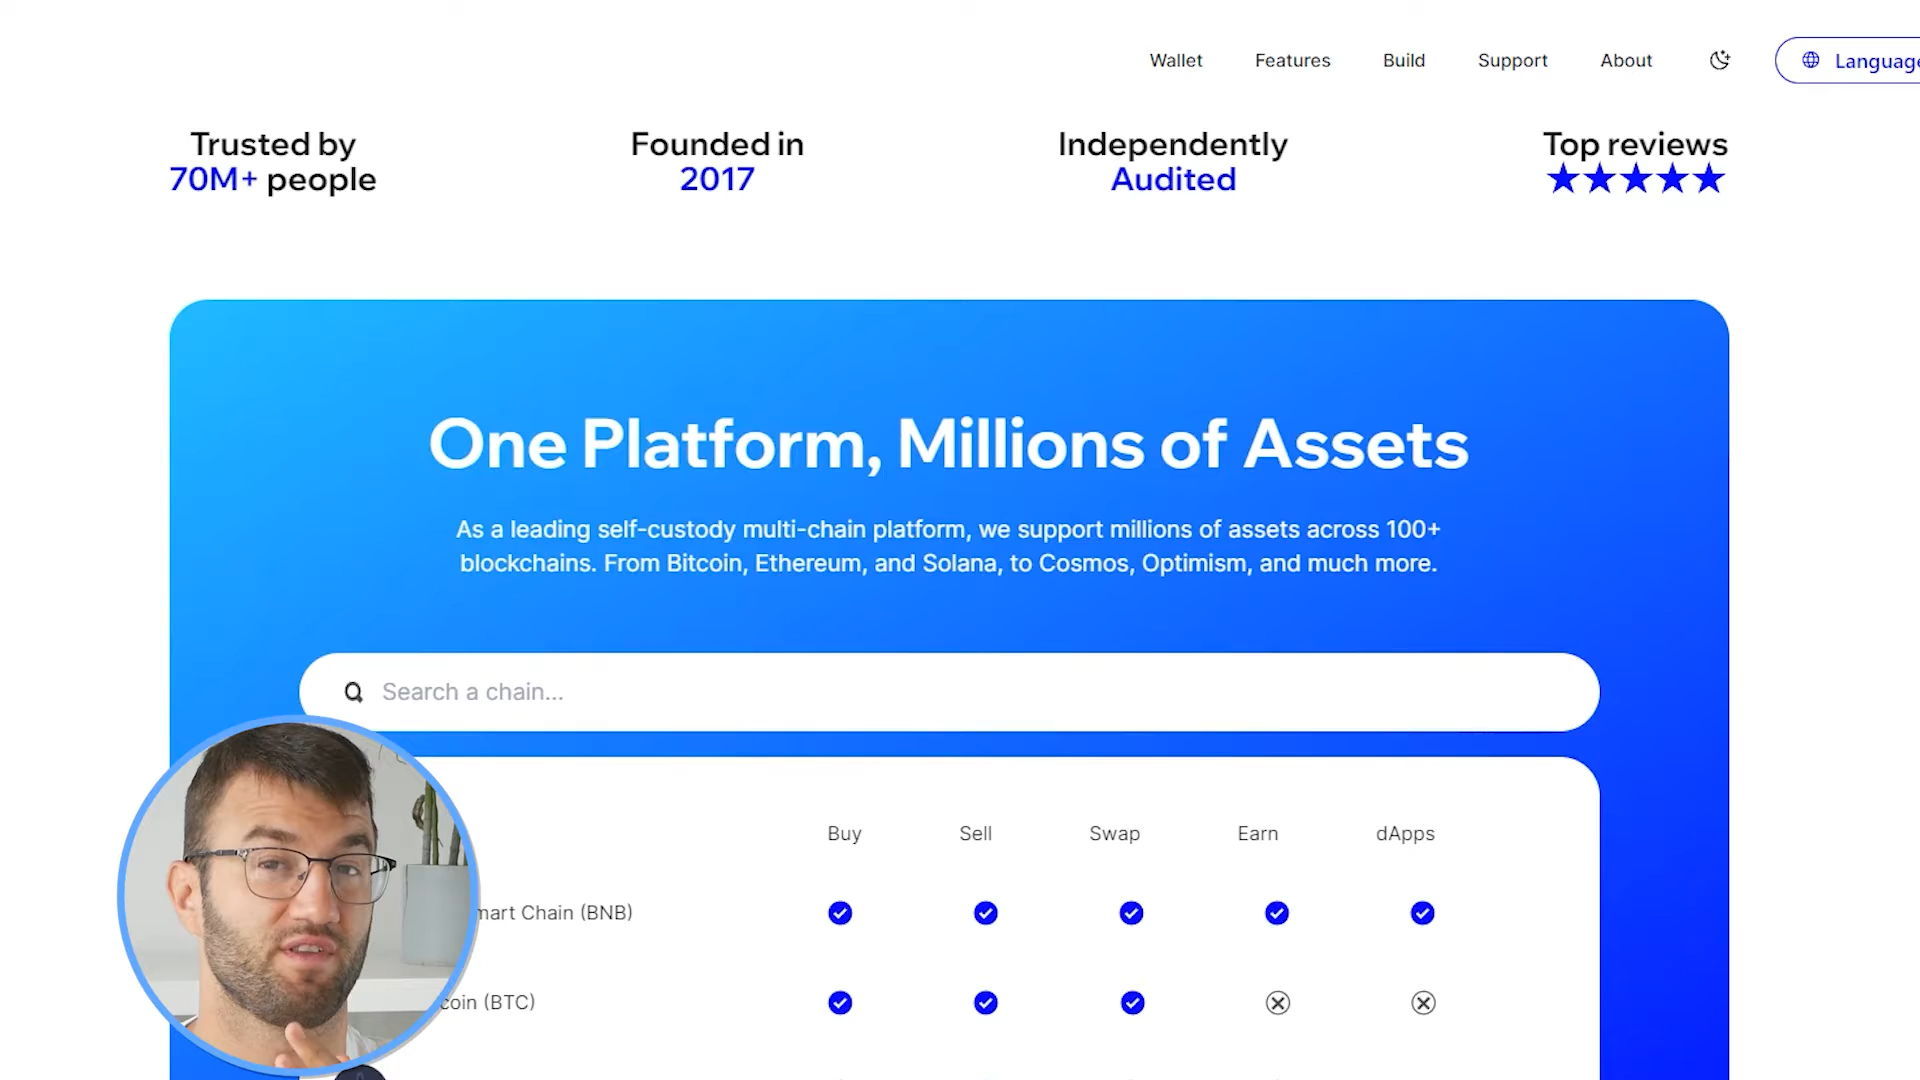 Wallet
Features
Build
Support
About
Language
Trusted by
70M+ people
Founded in
2017
Independently
Audited
Top reviews
One Platform, Millions of Assets
As a leading self-custody multi-chain platform, we support millions of assets across 100+
blockchains. From Bitcoin, Ethereum, and Solana, to Cosmos, Optimism, and much more.
Search a chain...
Buy
Sell
Swap
Earn
dApps
mart Chain (BNB)
coin (BTC)